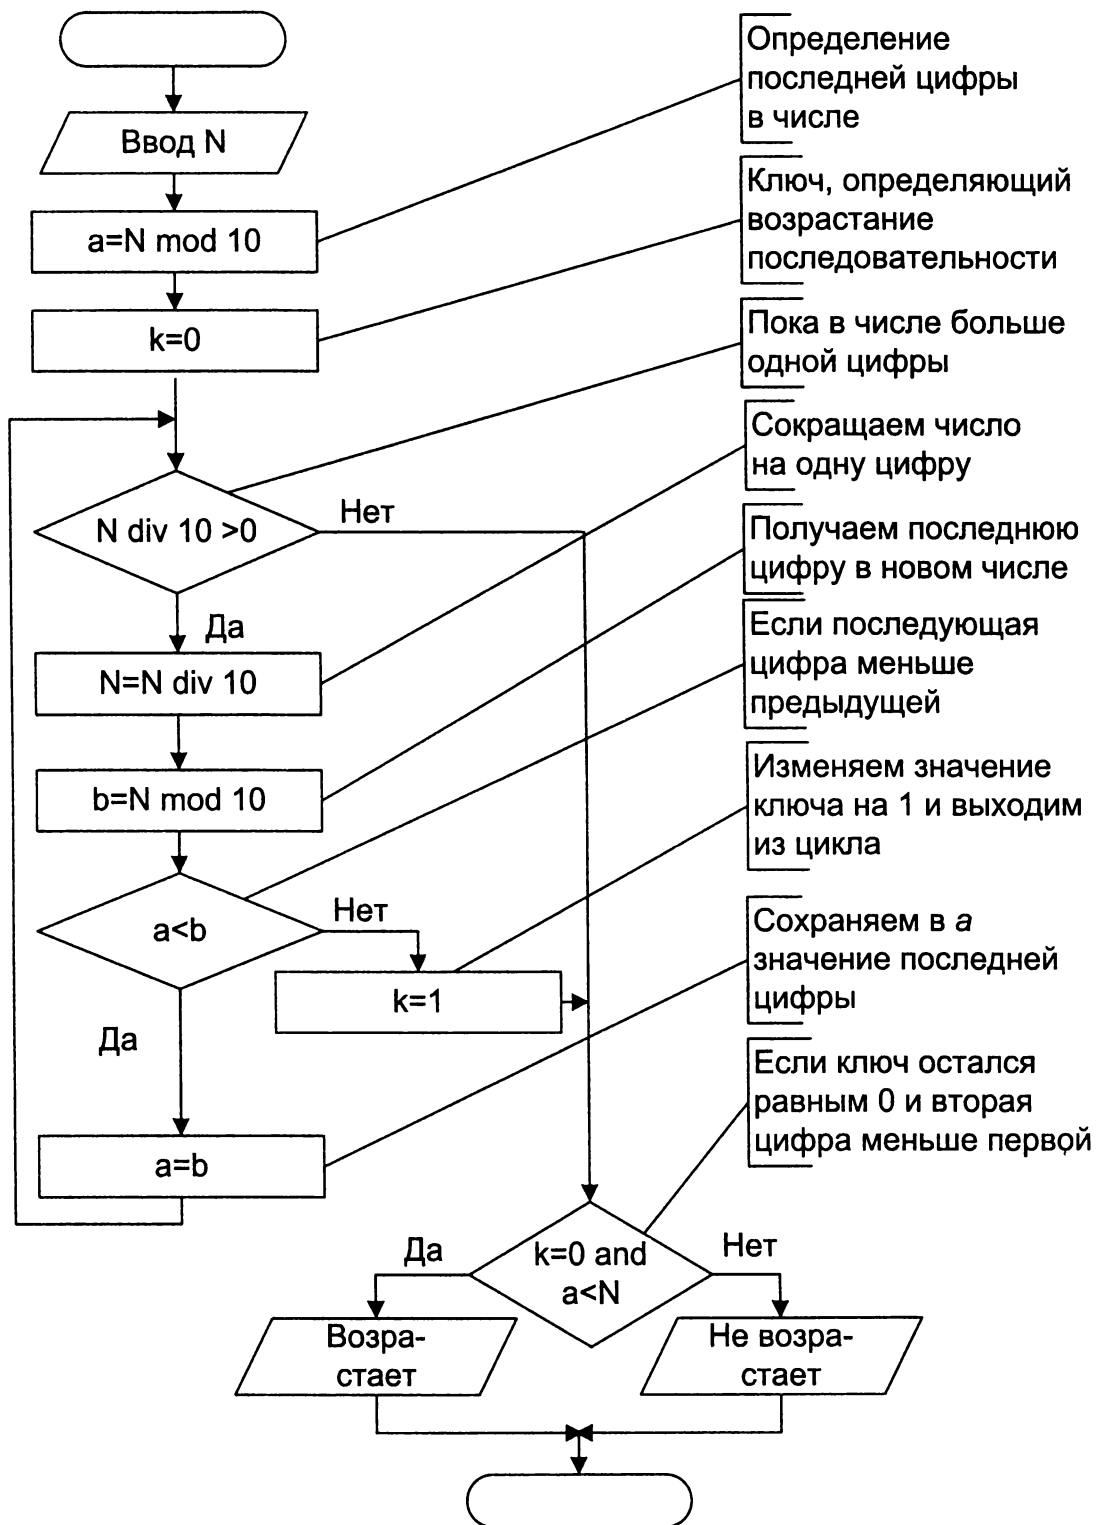 Ввод N
a=N mod 10
k=0
N div 10 >0
Нет
Да
N=N div 10
b=N mod 10
a<b
Нет
k=1
Да
a=b
k=0 and
a<N
Да
Нет
Возра-
стает
Не возра-
стает
Определение
последней цифры
в числе
Ключ, определяющий
возрастание
последовательности
Пока в числе больше
одной цифры
Сокращаем число
на одну цифру
Получаем последнюю
цифру в новом числе
Если последующая
цифра меньше
предыдущей
Изменяем значение
ключа на 1 и выходим
из цикла
Сохраняем в a
значение последней
цифры
Если ключ остался
равным 0 и вторая
цифра меньше первой